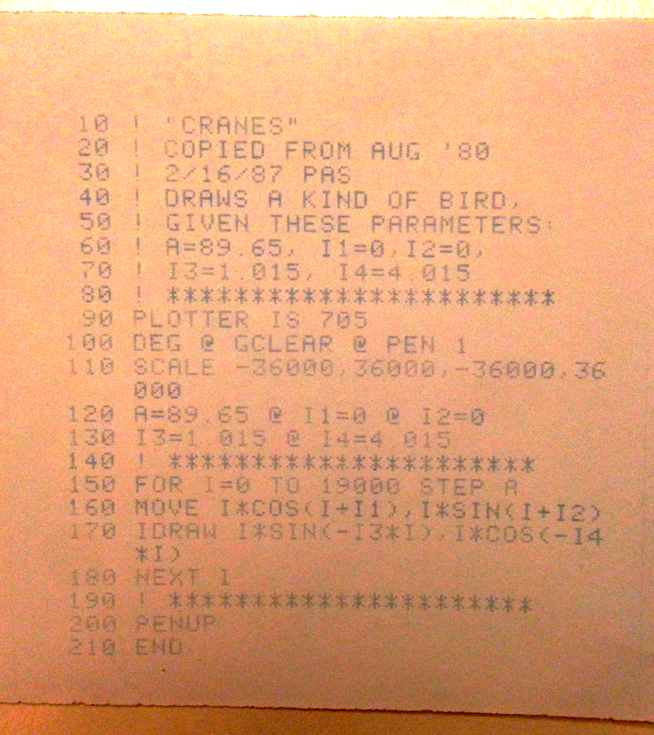 10 ! "CRANES"
20 ! COPIED FROM AUG '80
30 ! 2/16/87 PAS
40 ! DRAWS A KIND OF BIRD,
50 ! GIVEN THESE PARAMETERS:
60 ! A=89.65, I1=0,I2=0,
70 ! I3=1.015, I4=4.015
80 ! ***********************
90 PLOTTER IS 705
100 DEG @ GCLEAR @ PEN 1
110 SCALE -36000,36000,-36000,36
000
120 A=89.65 @ I1=0 @ I2=0
130 I3=1.015 @ I4=4.015
140 ! **********************
150 FOR I=0 TO 19000 STEP A
160 MOVE I*COS(I+I1),I*SIN(I+I2)
170 IDRAW I*SIN(-I3*I),I*COS(-I4
*I)
180 NEXT I
190 ! **********************
200 PENUP
210 END